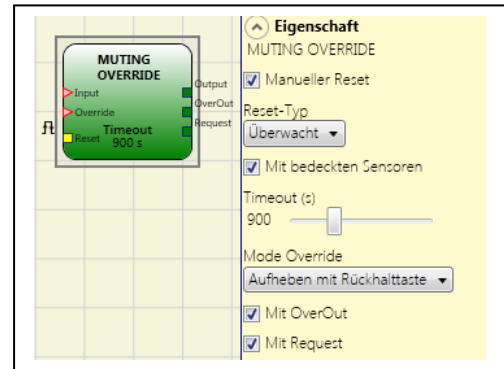 MUTING
OVERRIDE
Input
Override
Reset
Timeout
900 s
Output
OverOut
Request
Eigenschaft
MUTING OVERRIDE
Manueller Reset
Reset-Typ
Überwacht
Mit bedeckten Sensoren
Timeout (s)
900
Mode Override
Aufheben mit Rückhalttaste
Mit OverOut
Mit Request